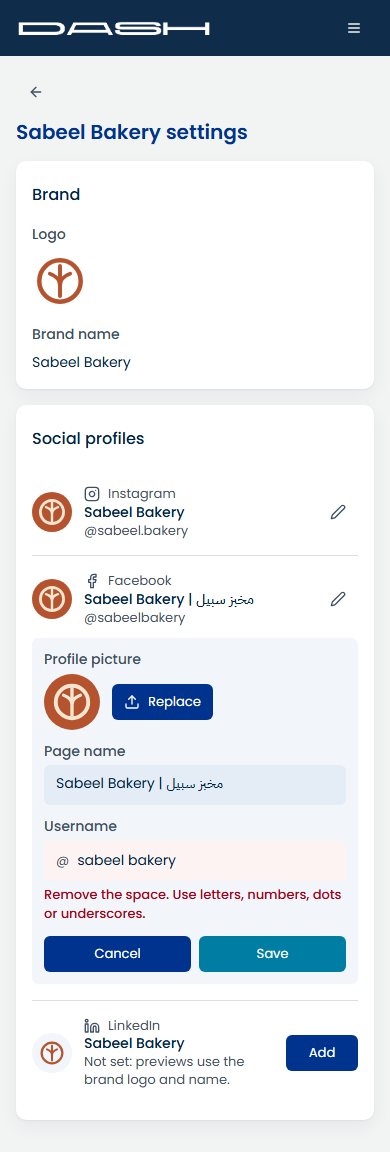 DASH
Sabeel Bakery settings
Brand
Logo
Brand name
Sabeel Bakery
Social profiles
Instagram
Sabeel Bakery
@sabeel.bakery
Facebook
Sabeel Bakery | مخبز سبيل
@sabeelbakery
Profile picture
Replace
Page name
Sabeel Bakery | مخبز سبيل
Username
@ sabeel bakery
Remove the space. Use letters, numbers, dots
or underscores.
Cancel
Save
LinkedIn
Sabeel Bakery
Not set: previews use the
brand logo and name.
Add